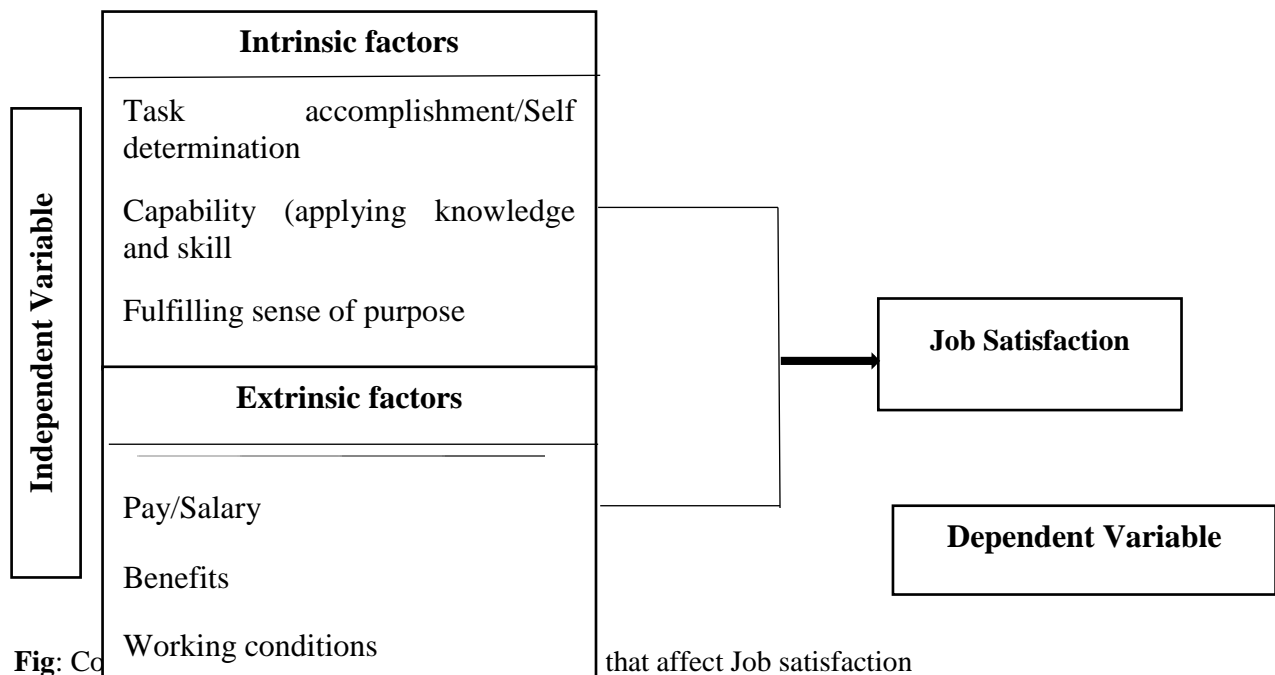 Intrinsic factors
Task accomplishment/Self
determination
Capability (applying knowledge
and skill
Fulfilling sense of purpose
Independent Variable
Job Satisfaction
Extrinsic factors
Pay/Salary
Dependent Variable
Benefits
Working conditions
Fig: Co
that affect Job satisfaction